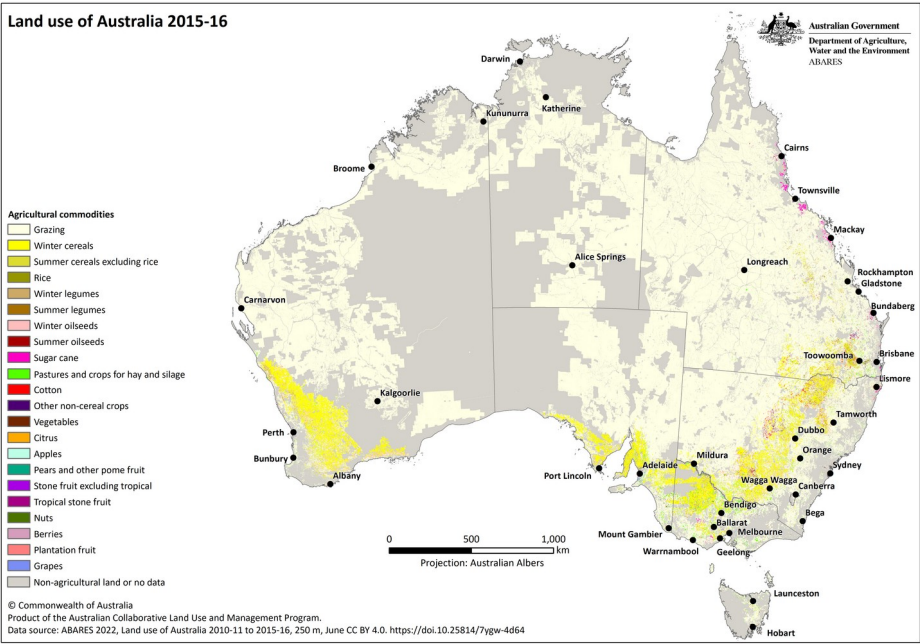 Land use of Australia 2015-16
Australian Government
Department of Agriculture,
Water and the Environment
ABARES
Darwin
Katherine
Kununurra
Cairns
Broome
Townsville
Agricultural commodities
Grazing
Winter cereals
Summer cereals excluding rice
Rice
Winter legumes
Summer legumes
Winter oilseeds
Summer oilseeds
Sugar cane
Pastures and crops for hay and silage
Cotton
Other non-cereal crops
Vegetables
Citrus
Apples
Pears and other pome fruit
Stone fruit excluding tropical
Tropical stone fruit
Nuts
Berries
Plantation fruit
Grapes
Non-agricultural land or no data
Mackay
Alice Springs
Longreach
Rockhampton
Gladstone
Carnarvon
Bundaberg
Toowoomba
Brisbane
Lismore
Kalgoorlie
Tamworth
Perth
Dubbo
Bunbury
Orange
Mildura
Sydney
Albany
Port Lincoln
Adelaide
Wagga Wagga
Canberra
Bendigo
Bega
Ballarat
Mount Gambier
Melbourne
Warrnambool
Geelong
0 500 1,000
km
Projection: Australian Albers
Launceston
Hobart
© Commonwealth of Australia
Product of the Australian Collaborative Land Use and Management Program.
Data source: ABARES 2022, Land use of Australia 2010-11 to 2015-16, 250 m, June CC BY 4.0. https://doi.org/10.25814/7ygw-4d64